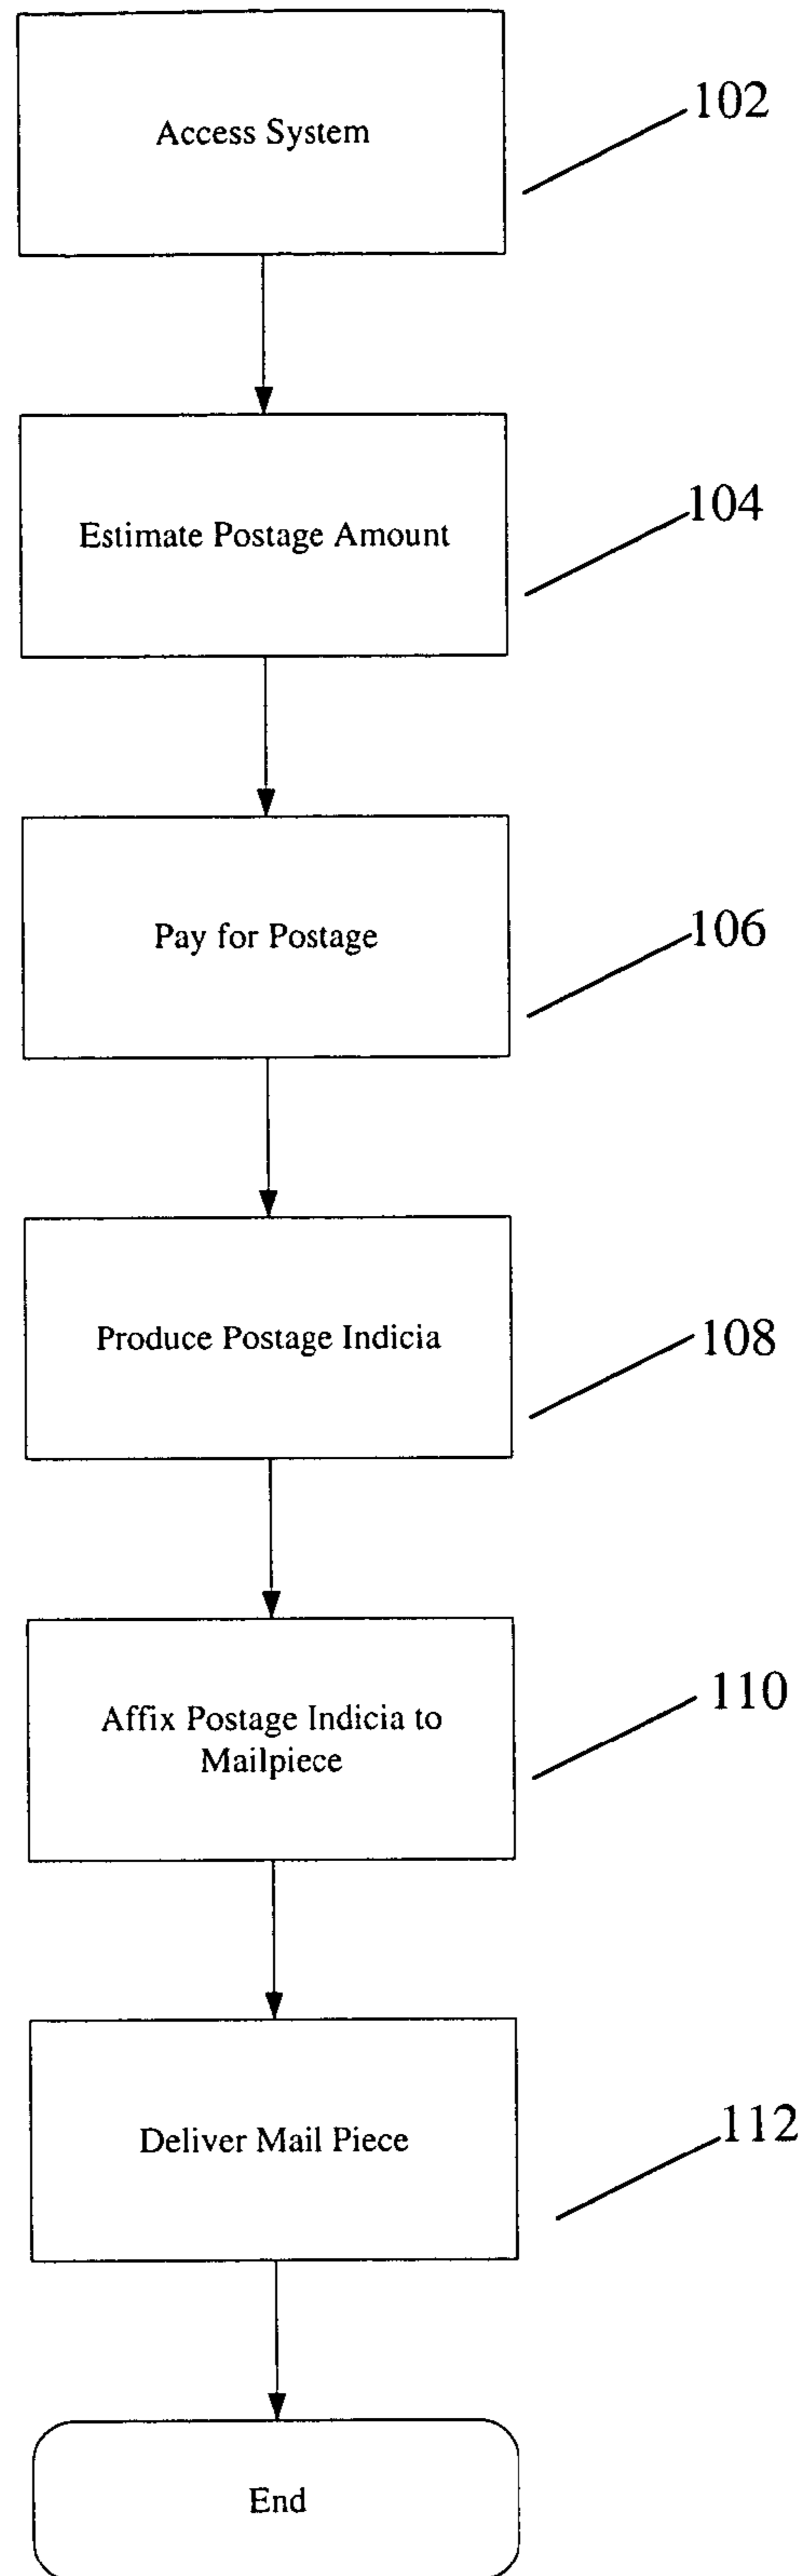 Access System
102
Estimate Postage Amount
104
Pay for Postage
106
Produce Postage Indicia
108
Affix Postage Indicia to
Mailpiece
110
Deliver Mail Piece
112
End